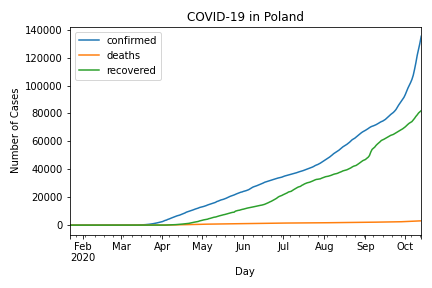 COVID-19 in Poland
confirmed
deaths
recovered
Number of Cases
140000
120000
100000
80000
60000
40000
20000
0
Feb Mar Apr May Jun Jul Aug Sep Oct
2020
Day